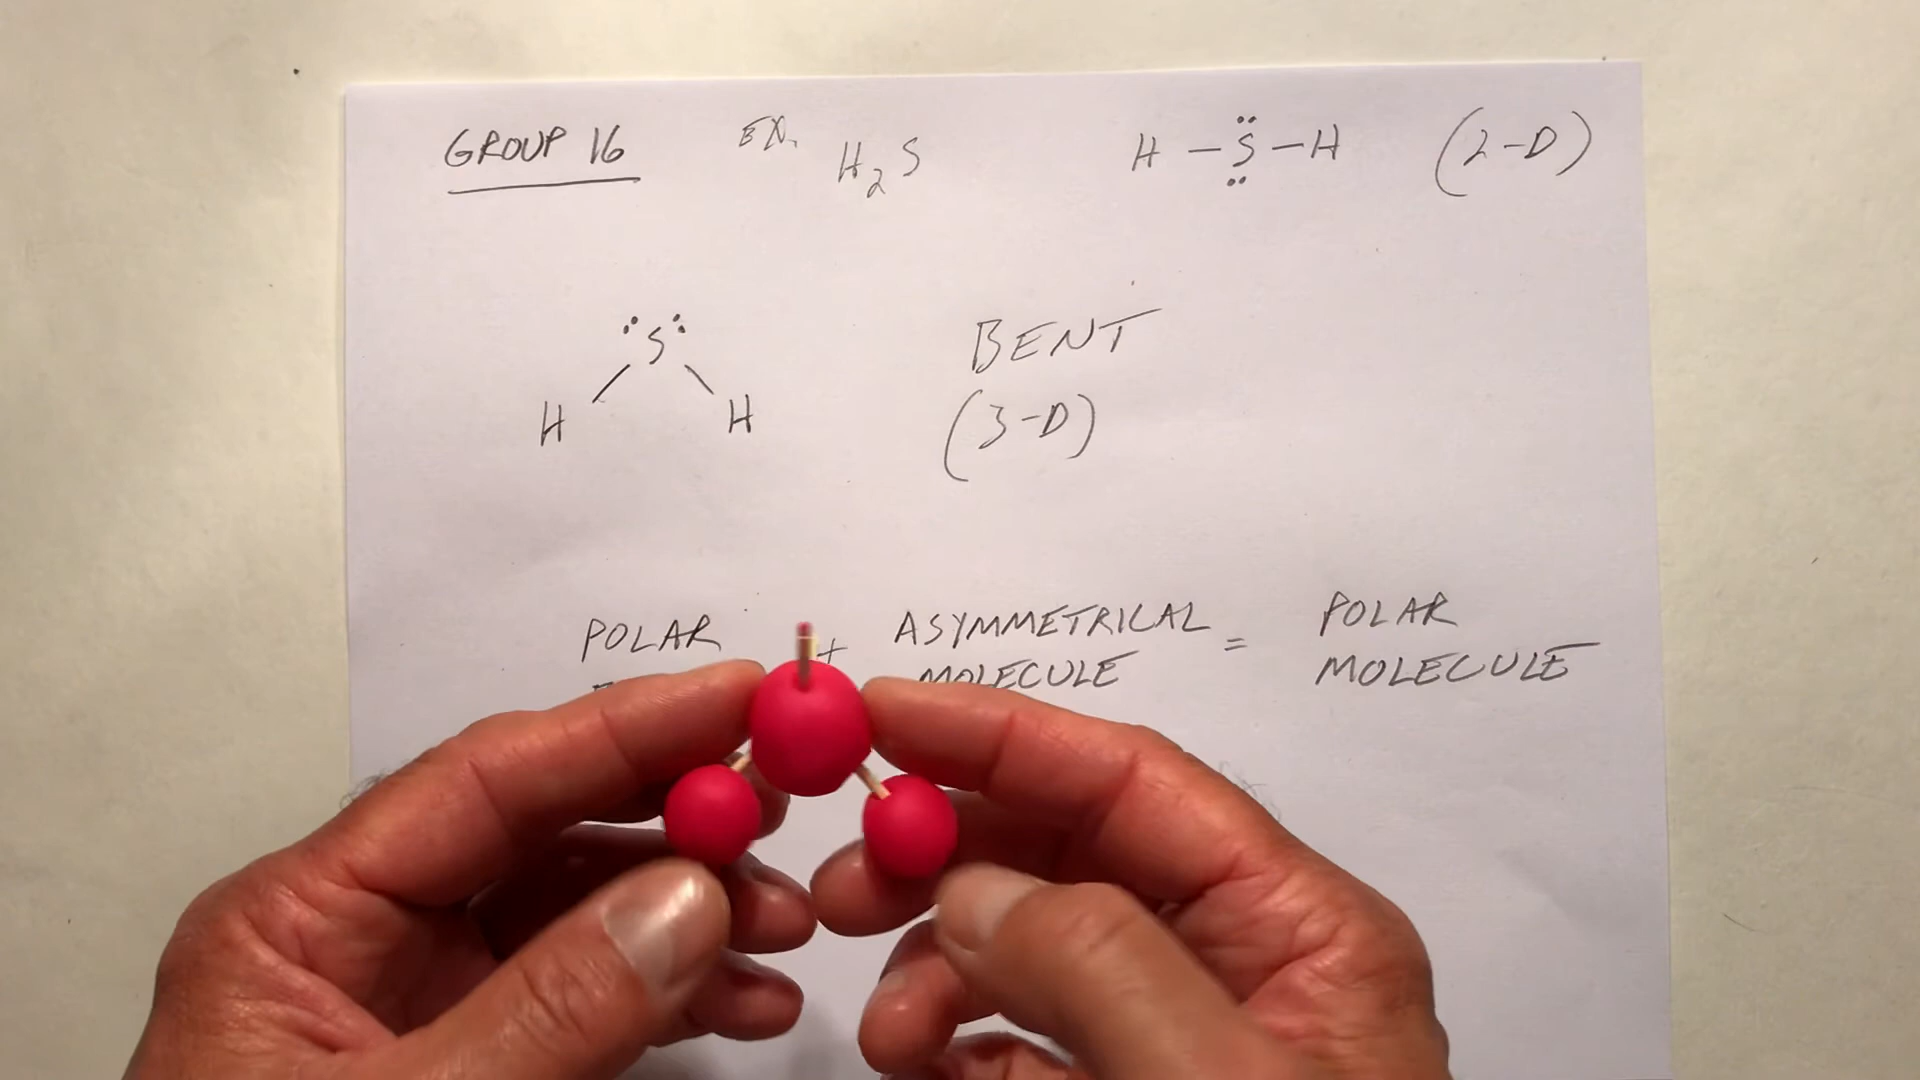 GROUP 16 EX. H₂S H-S-H (2-D)
S
H H
BENT
(3-D)
POLAR + ASYMMETRICAL MOLECULE = POLAR MOLECULE